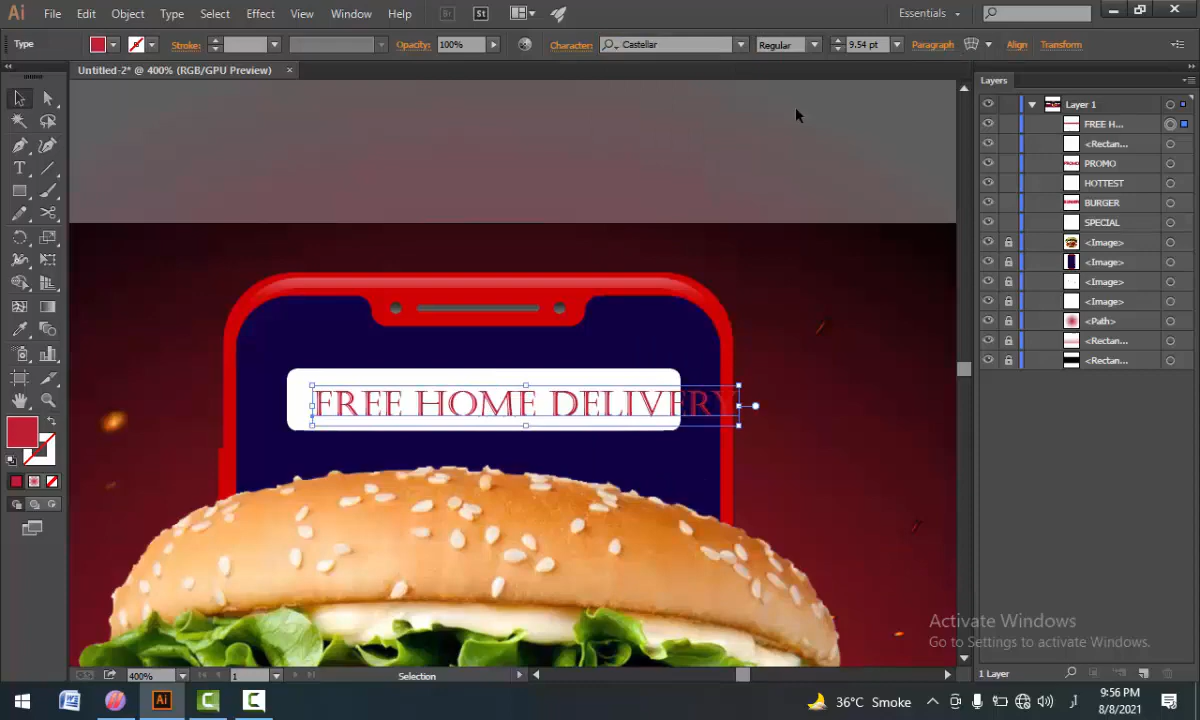 Ai File Edit Object Type Select Effect View Window Help Br St Essentials
Type Stroke: Opacity: 100% Character: Castellar Regular 9.54 pt Paragraph Align Transform
Untitled-2* @ 400% (RGB/GPU Preview) ×
Layers
Layer 1
FREE H...
<Rectan...
PROMO
HOTTEST
BURGER
SPECIAL
<Image>
<Image>
<Image>
<Image>
<Path>
<Rectan...
<Rectan...
FREE HOME DELIVERY
Activate Windows
Go to Settings to activate Windows.
400% 1 Selection 1 Layer
Ai 36°C Smoke 9:56 PM
8/8/2021